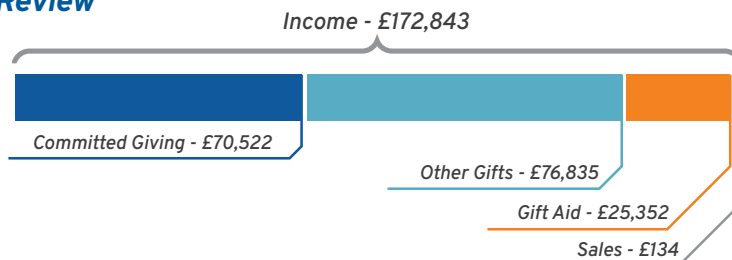 Review
Income - £172,843
Committed Giving - £70,522
Other Gifts - £76,835
Gift Aid - £25,352
Sales - £134